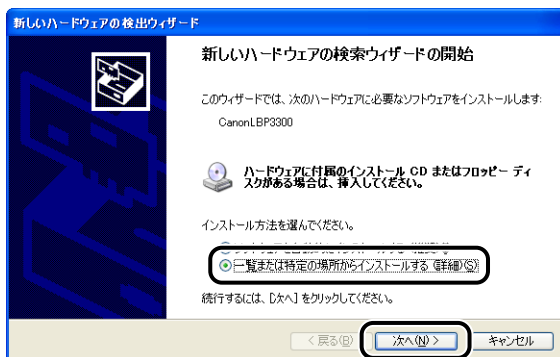 新しいハードウェアの検出ウィザード
新しいハードウェアの検索ウィザードの開始
このウィザードでは、次のハードウェアに必要なソフトウェアをインストールします:
CanonLBP3300
ハードウェアに付属のインストール CD またはフロッピー ディ
スクがある場合は、挿入してください。
インストール方法を選んでください。
一覧または特定の場所からインストールする (詳細)(S)
続行するには、[次へ] をクリックしてください。
< 戻る(B)
次へ(N) >
キャンセル